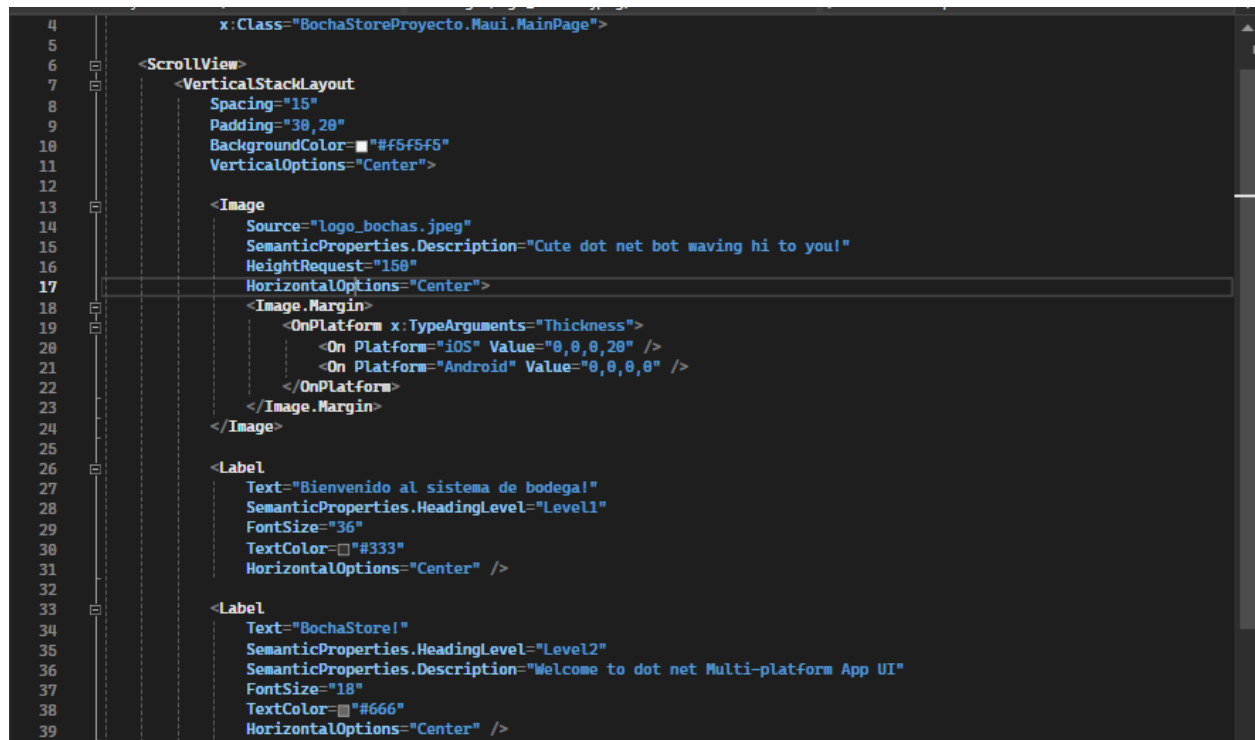 4 x:Class="BochaStoreProyecto.Maui.MainPage">
5
6 <ScrollView>
7 <VerticalStackLayout
8 Spacing="15"
9 Padding="30,20"
10 BackgroundColor="#f5f5f5"
11 VerticalOptions="Center">
12
13 <Image
14 Source="logo_bochas.jpeg"
15 SemanticProperties.Description="Cute dot net bot waving hi to you!"
16 HeightRequest="150"
17 HorizontalOptions="Center">
18 <Image.Margin>
19 <OnPlatform x:TypeArguments="Thickness">
20 <On Platform="iOS" Value="0,0,0,20" />
21 <On Platform="Android" Value="0,0,0,0" />
22 </OnPlatform>
23 </Image.Margin>
24 </Image>
25
26 <Label
27 Text="Bienvenido al sistema de bodega!"
28 SemanticProperties.HeadingLevel="Level1"
29 FontSize="36"
30 TextColor="#333"
31 HorizontalOptions="Center" />
32
33 <Label
34 Text="BochaStore!"
35 SemanticProperties.HeadingLevel="Level2"
36 SemanticProperties.Description="Welcome to dot net Multi-platform App UI"
37 FontSize="18"
38 TextColor="#666"
39 HorizontalOptions="Center" />